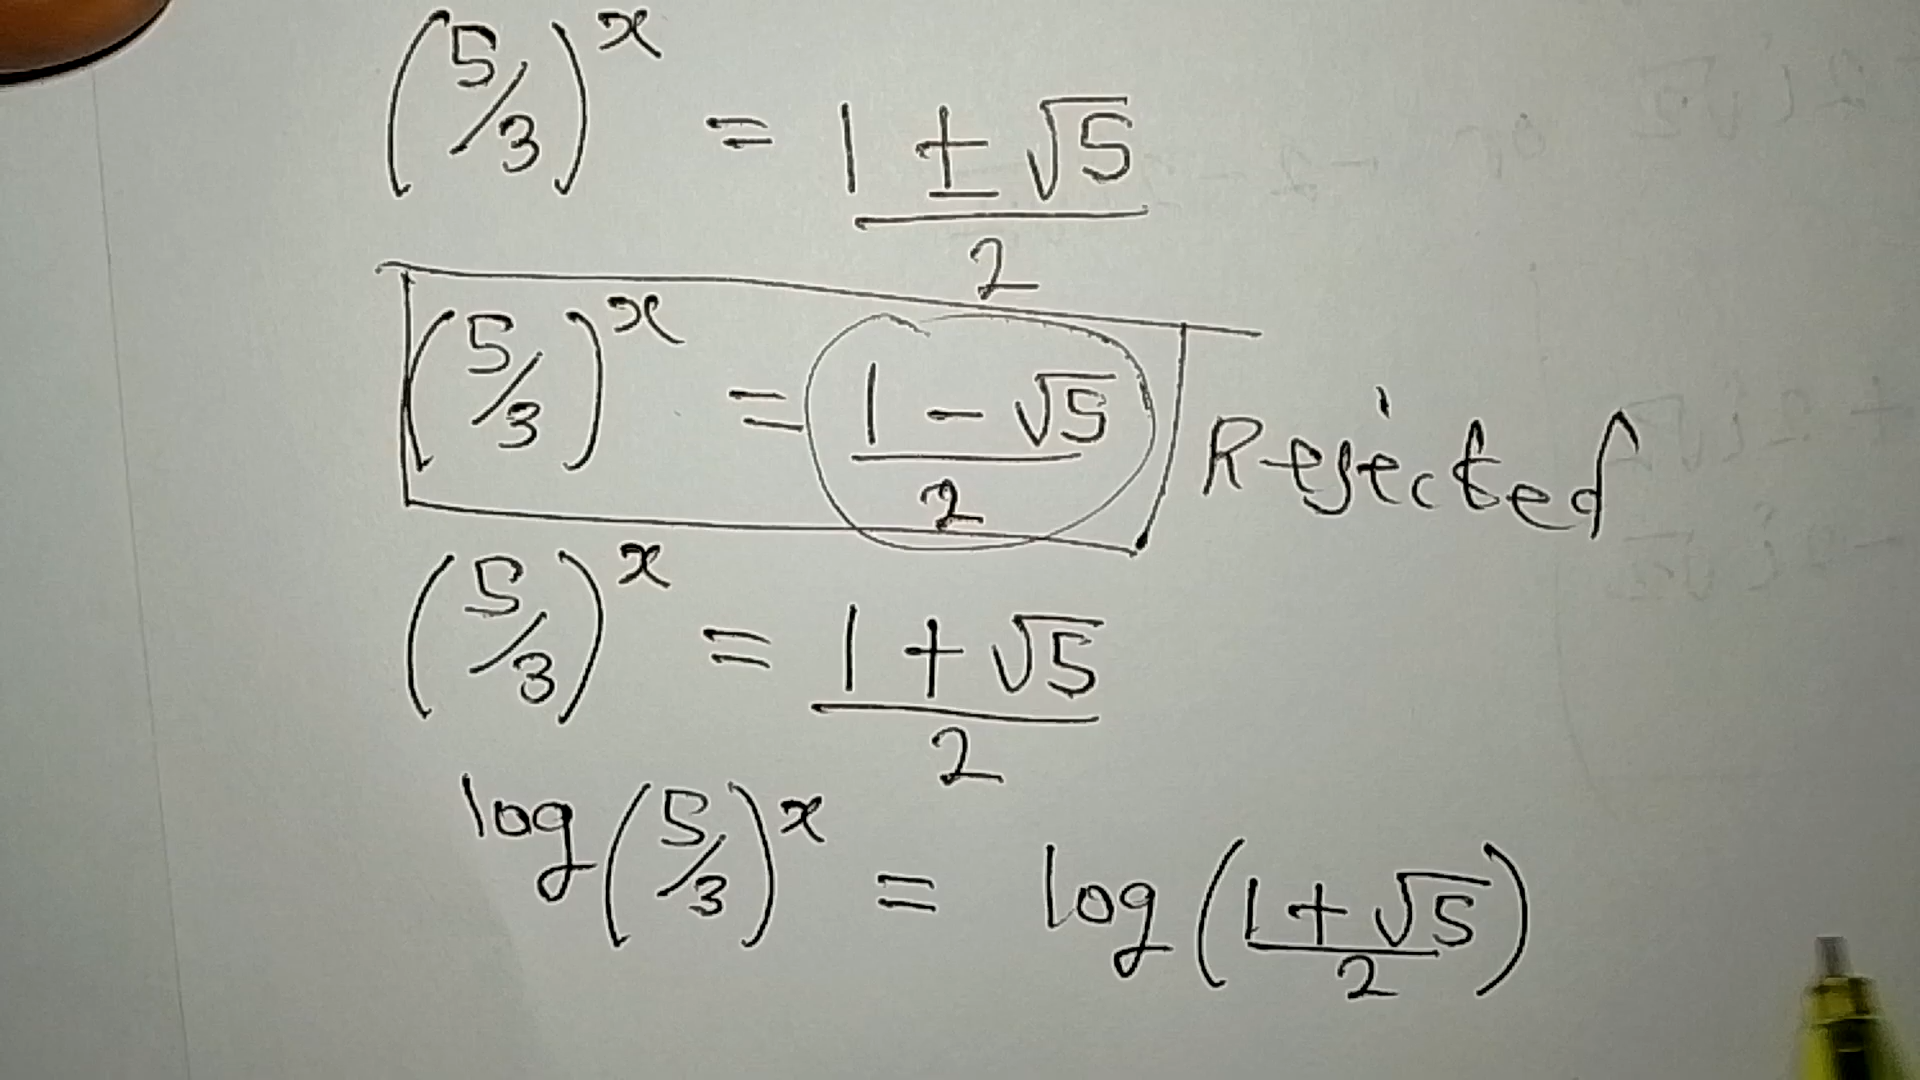 (5/3)^x = (1 ± √5)/2
(5/3)^x = (1 − √5)/2 Rejected
(5/3)^x = (1 + √5)/2
log(5/3)^x = log((1 + √5)/2)